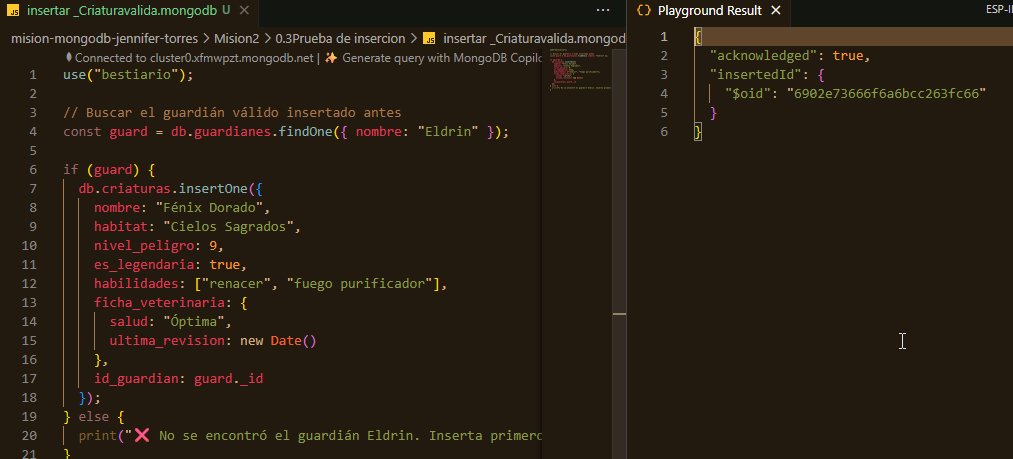 JS insertar _Criaturavalida.mongodb U ×
mision-mongodb-jennifer-torres > Mision2 > 0.3Prueba de insercion > JS insertar _Criaturavalida.mongod
Connected to cluster0.xfmwpzt.mongodb.net | ✨ Generate query with MongoDB Copilo
1 use("bestiario");
2
3 // Buscar el guardián válido insertado antes
4 const guard = db.guardianes.findOne({ nombre: "Eldrin" });
5
6 if (guard) {
7 db.criaturas.insertOne({
8 nombre: "Fénix Dorado",
9 habitat: "Cielos Sagrados",
10 nivel_peligro: 9,
11 es_legendaria: true,
12 habilidades: ["renacer", "fuego purificador"],
13 ficha_veterinaria: {
14 salud: "Óptima",
15 ultima_revision: new Date()
16 },
17 id_guardian: guard._id
18 });
19 } else {
20 print("❌ No se encontró el guardián Eldrin. Inserta primero
21 }
{} Playground Result ×
ESP-II
1 {
2 "acknowledged": true,
3 "insertedId": {
4 "$oid": "6902e73666f6a6bcc263fc66"
5 }
6 }